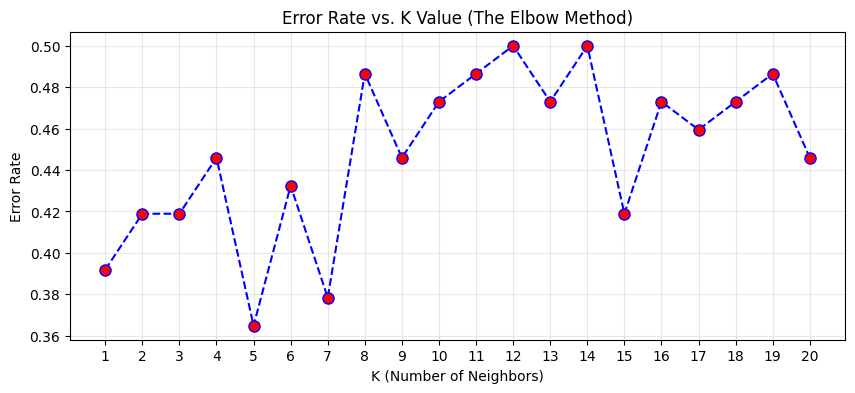 Error Rate vs. K Value (The Elbow Method)
Error Rate
0.50
0.48
0.46
0.44
0.42
0.40
0.38
0.36
1 2 3 4 5 6 7 8 9 10 11 12 13 14 15 16 17 18 19 20
K (Number of Neighbors)